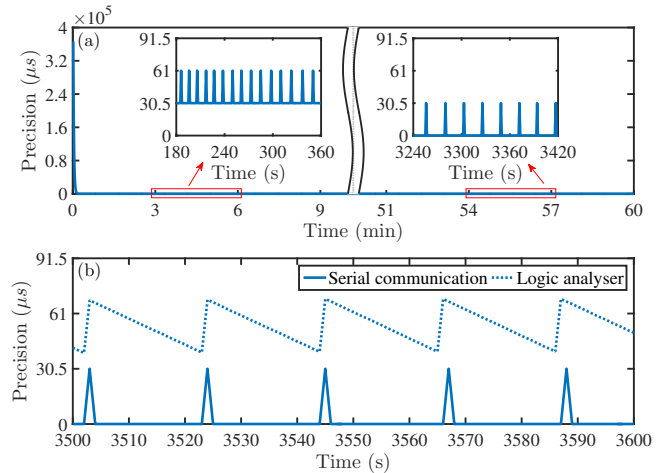 ×10⁵
4
3.2
2.4
1.6
0.8
0
Precision (μs)
(a)
91.5
61
30.5
0
180 240 300 360
Time (s)
91.5
61
30.5
0
3240 3300 3360 3420
Time (s)
0 3 6 9 51 54 57 60
Time (min)
91.5
61
30.5
0
Precision (μs)
(b)
Serial communication
Logic analyser
3500 3510 3520 3530 3540 3550 3560 3570 3580 3590 3600
Time (s)